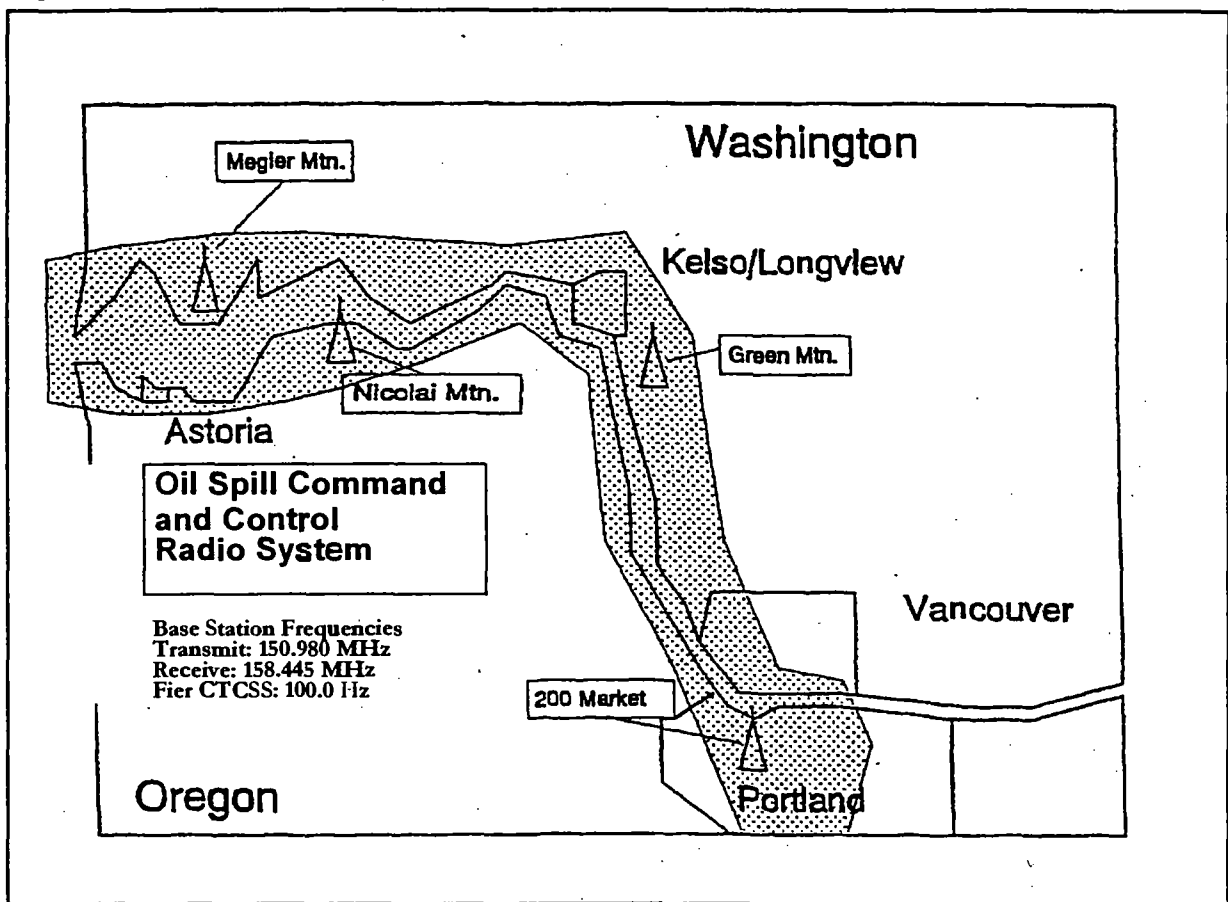 Washington
Megler Mtn.
Kelso/Longview
Green Mtn.
Nicolai Mtn.
Astoria
Oil Spill Command
and Control
Radio System
Vancouver
Base Station Frequencies
Transmit: 150.980 MHz
Receive: 158.445 MHz
Fier CTCSS: 100.0 Hz
200 Market
Oregon
Portland